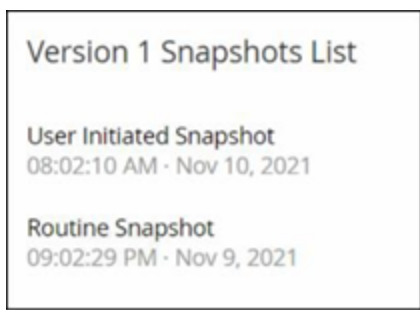 Version 1 Snapshots List
User Initiated Snapshot
08:02:10 AM · Nov 10, 2021
Routine Snapshot
09:02:29 PM · Nov 9, 2021